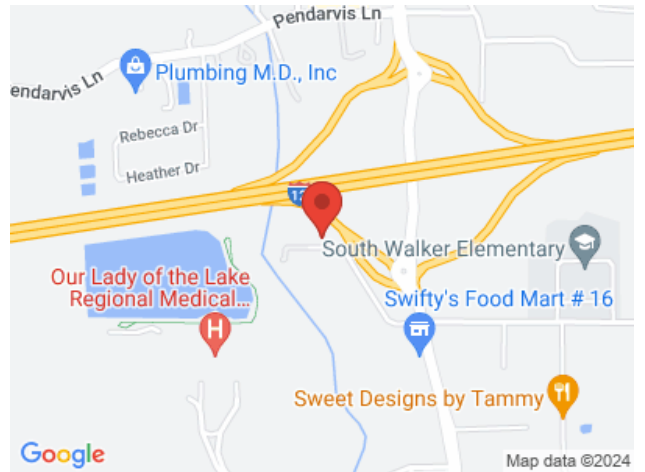 Pendarvis Ln
endarvis Ln
Plumbing M.D., Inc
Rebecca Dr
Heather Dr
South Walker Elementary
Our Lady of the Lake
Regional Medical...
H
Swifty's Food Mart # 16
Sweet Designs by Tammy
Google
Map data ©2024